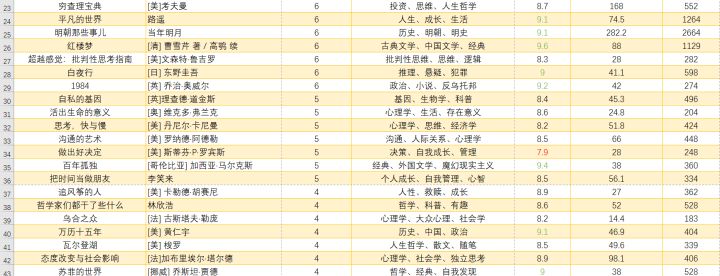 23 穷查理宝典 [美]考夫曼 6 投资、思维、人生哲学 8.7 168 552
24 平凡的世界 路遥 6 人生、成长、生活 9.1 74.5 1264
25 明朝那些事儿 当年明月 6 历史、明朝、明史 9.1 282.2 2664
26 红楼梦 [清] 曹雪芹 著 / 高鹗 续 6 古典文学、中国文学、经典 9.6 88 1129
27 超越感觉：批判性思考指南 [美]文森特·鲁吉罗 6 批判性思维、思维、逻辑 8.3 28 282
28 白夜行 [日] 东野圭吾 6 推理、悬疑、犯罪 9 41.1 598
29 1984 [英] 乔治·奥威尔 6 政治、小说、反乌托邦 9.2 42 274
30 自私的基因 [英]理查德·道金斯 5 基因、生物学、科普 8.4 45.3 496
31 活出生命的意义 [奥] 维克多·弗兰克 5 心理学、生活、存在意义 8.6 24.8 204
32 思考，快与慢 [美] 丹尼尔·卡尼曼 5 心理学、思维、经济学 8.2 51.8 424
33 沟通的艺术 [美] 罗纳德·阿德勒 5 沟通、人际关系、心理学 8.5 66 448
34 做出好决定 [美] 斯蒂芬·P·罗宾斯 5 决策、自我成长、管理 7.9 28 248
35 百年孤独 [哥伦比亚] 加西亚·马尔克斯 5 经典、外国文学、魔幻现实主义 9.4 38 360
36 把时间当做朋友 李笑来 5 个人成长、自我管理、心智 8.5 56.1 334
37 追风筝的人 [美] 卡勒德·胡赛尼 4 人性、救赎、成长 8.9 27 362
38 哲学家们都干了些什么 林欣浩 4 哲学、科普、有趣 8.6 52 528
39 乌合之众 [法] 古斯塔夫·勒庞 4 心理学、大众心理、社会学 8.2 14.4 183
40 万历十五年 [美] 黄仁宇 4 历史、中国、政治 9.1 46.9 404
41 瓦尔登湖 [美] 梭罗 4 人生哲学、散文、随笔 8.5 49.6 339
42 态度改变与社会影响 [法]加布里埃尔·塔尔德 4 心理学、社会学、独立思考 8.9 98.1 406
43 苏菲的世界 [挪威] 乔斯坦·贾德 4 哲学、经典、自我发现 9 38 528